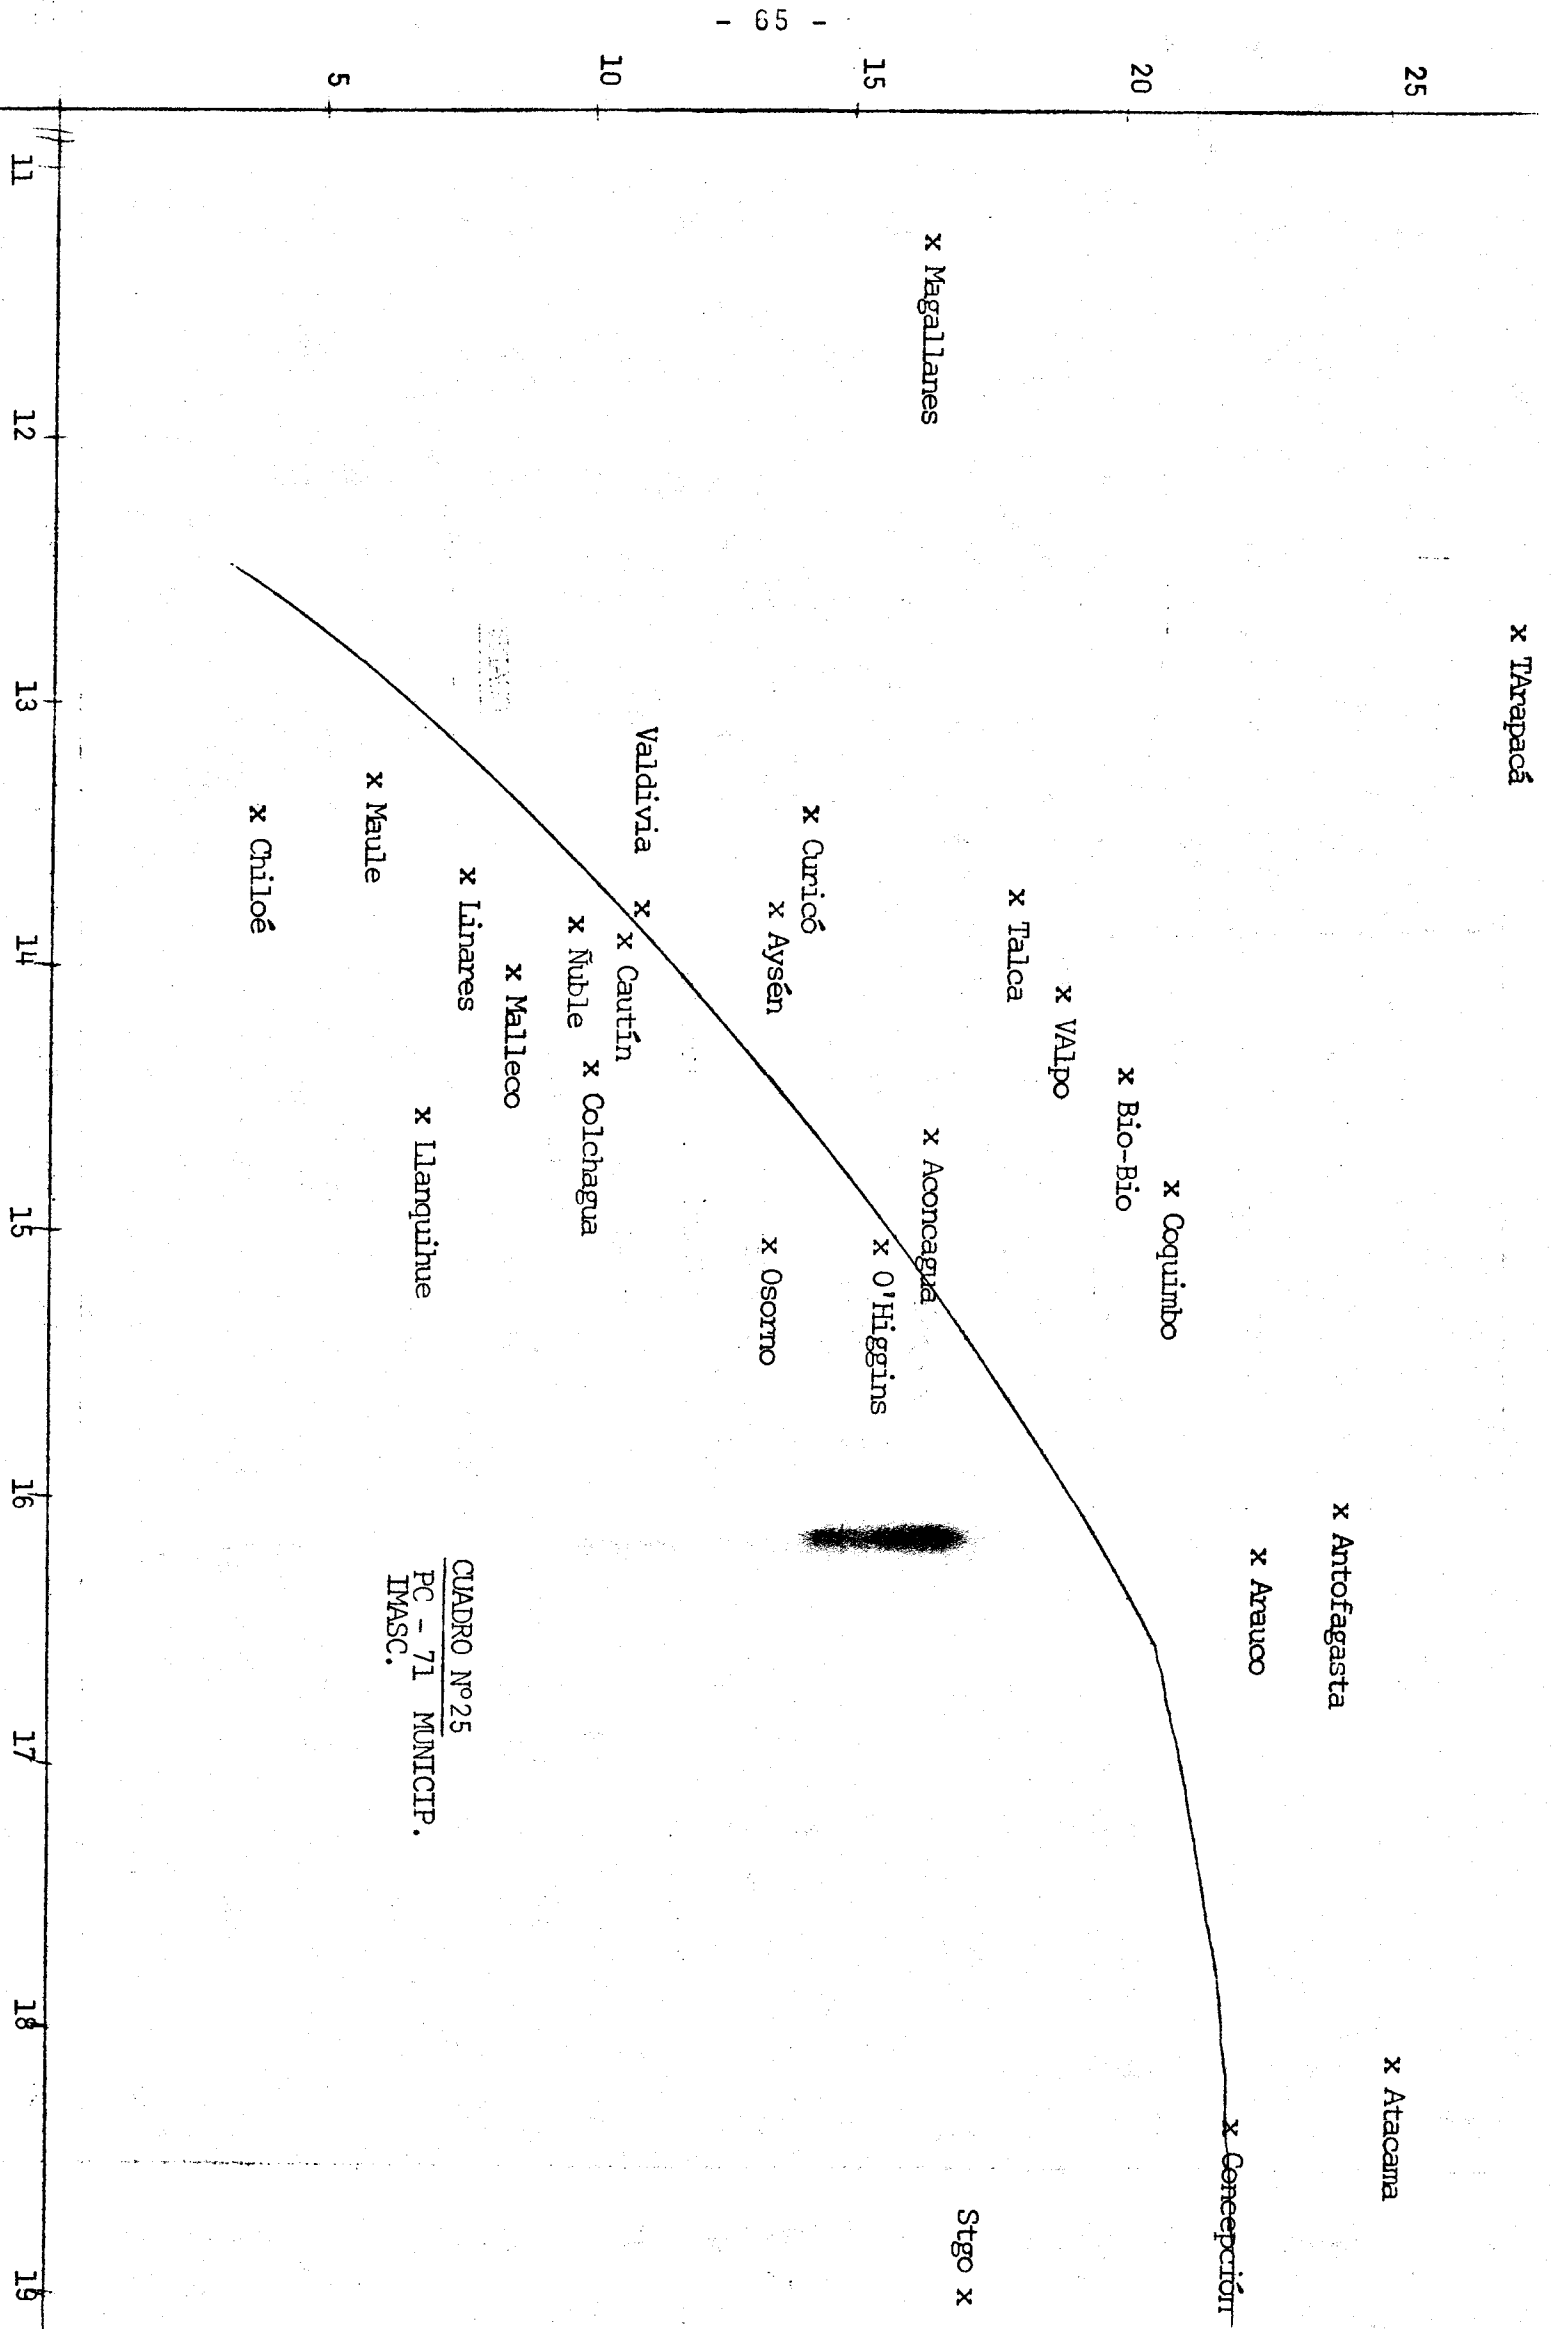 - 65 -
25
20
15
10
5
11
12
13
14
15
16
17
18
19
x TArapacá
x Atacama
x Antofagasta
x Arauco
x Concepción
x Coquimbo
x Bio-Bio
x VAlpo
x Talca
Stgo x
x Magallanes
x Aconcagua
x O'Higgins
x Curicó
x Aysén
x Osorno
Valdivia x
x Cautín
x Colchagua
x Ñuble
x Malleco
x Linares
x Llanquihue
x Maule
x Chiloé
CUADRO Nº25
PC - 71 MUNICIP.
IMASC.